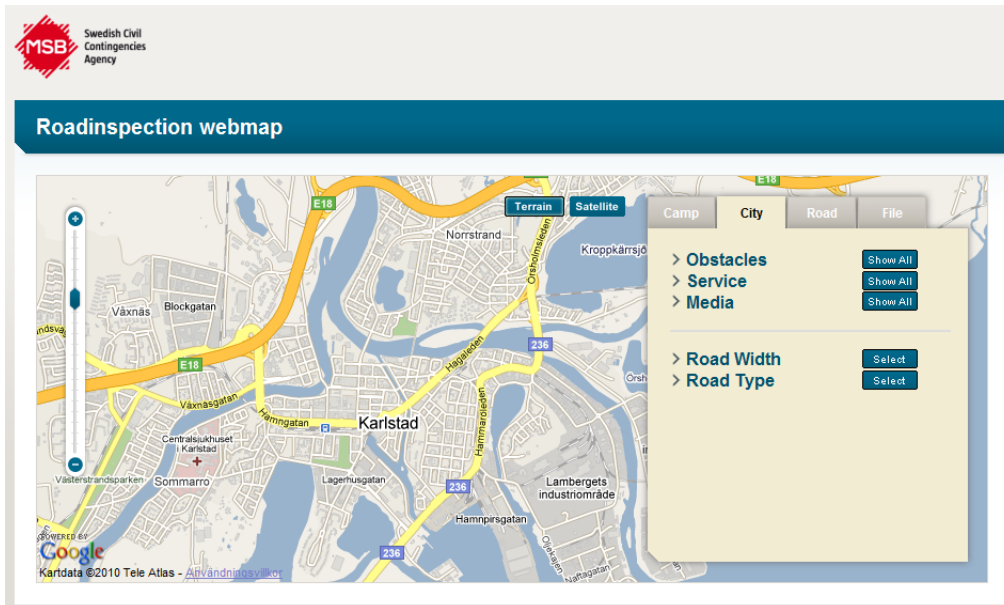 MSB
Swedish Civil
Contingencies
Agency
Roadinspection webmap
E18
E18
Terrain
Satellite
Camp
City
Road
File
Norrstrand
Kroppkärrsjö
Orsholmsleden
Obstacles
Show All
Service
Show All
Media
Show All
Växnäs
Blockgatan
E18
236
Hagaleden
Road Width
Select
Road Type
Select
Växnäsgatan
Hamngatan
Karlstad
Hammaroleden
Centralsjukhuset
i Karlstad
Västerstrandsparken
Sommarro
Lagerhusgatan
236
Lambergets
industriområde
Hamnpirsgatan
236
POWERED BY
Google
Kartdata ©2010 Tele Atlas - Användningsvillkor